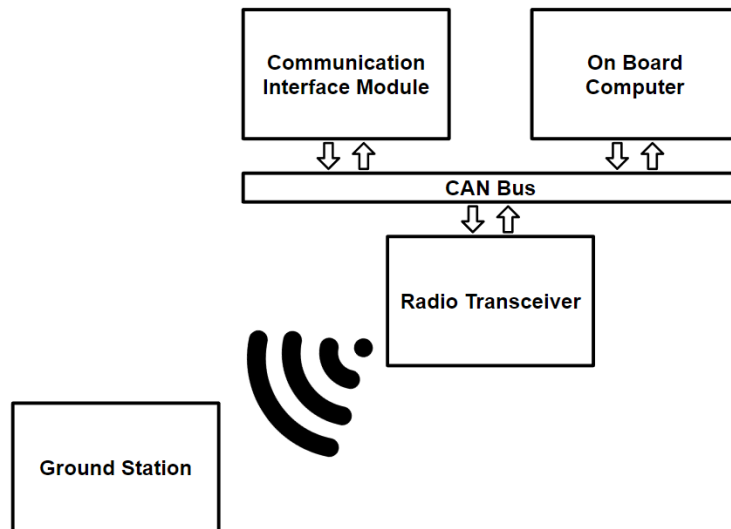 Communication
Interface Module
On Board
Computer
CAN Bus
Radio Transceiver
Ground Station